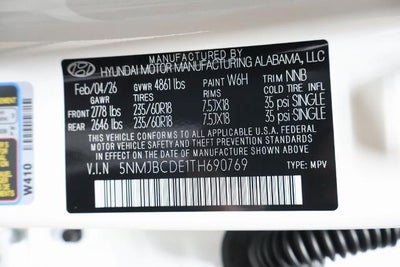 MANUFACTURED BY
HYUNDAI MOTOR MANUFACTURING ALABAMA, LLC
Feb/04/26 GVWR 4861 lbs PAINT W6H TRIM NNB
GAWR TIRES RIMS COLD TIRE INFL.
FRONT 2778 lbs 235/60R18 7.5JX18 35 psi SINGLE
REAR 2646 lbs 235/60R18 7.5JX18 35 psi SINGLE
THIS VEHICLE CONFORMS TO ALL APPLICABLE U.S.A. FEDERAL
MOTOR VEHICLE SAFETY AND THEFT PREVENTION STANDARDS
IN EFFECT ON THE DATE OF MANUFACTURE SHOWN ABOVE.
V.I.N 5NMJBCDE1TH690769 TYPE: MPV
W410